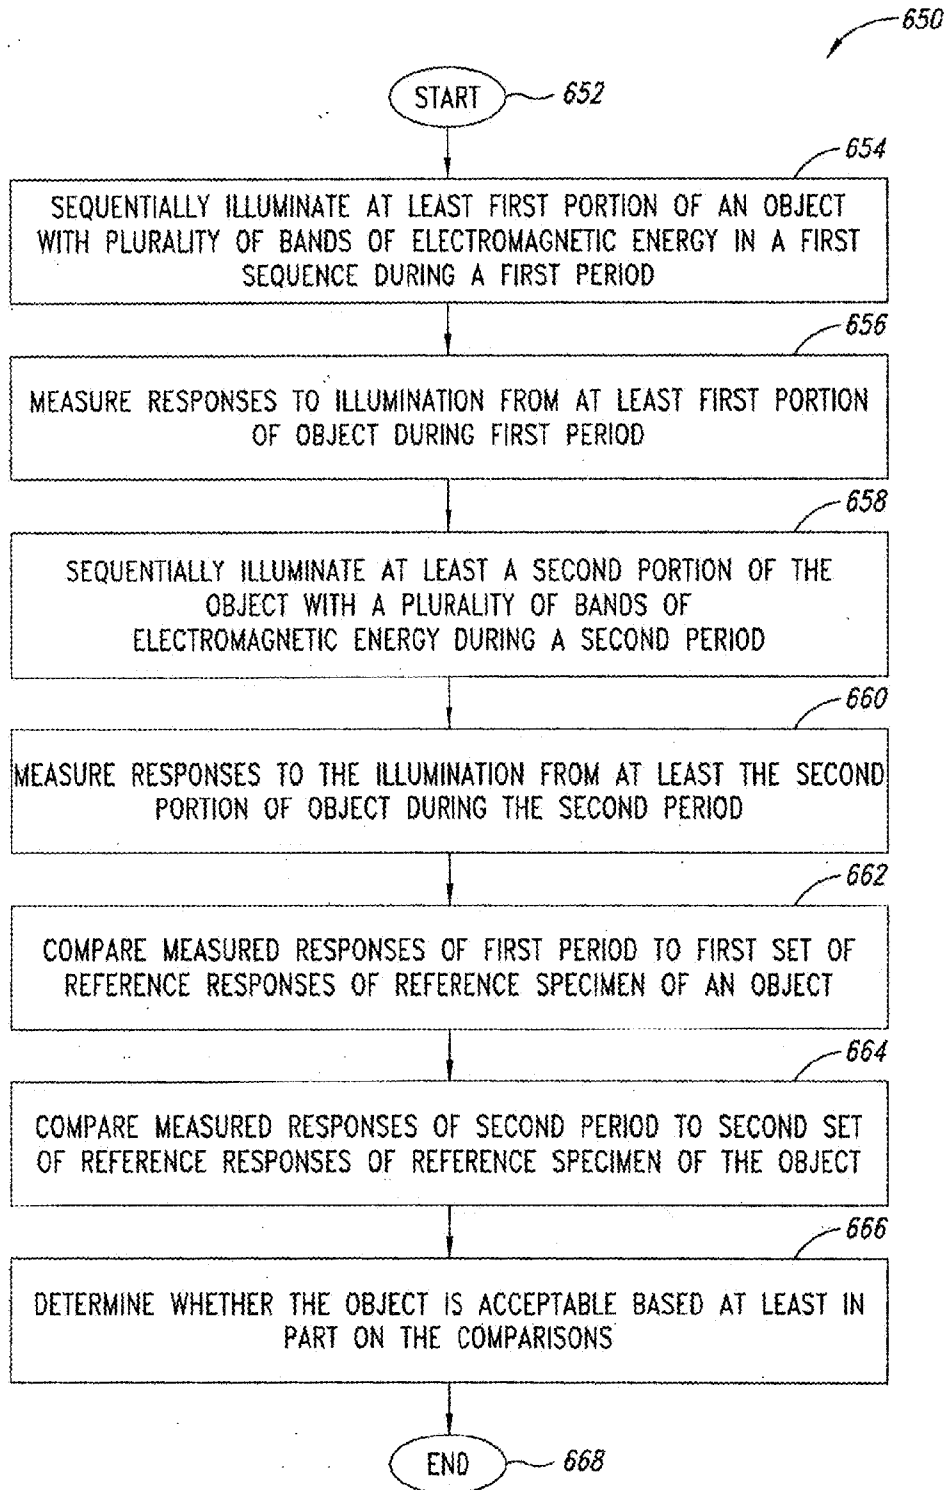 650
START
652
654
SEQUENTIALLY ILLUMINATE AT LEAST FIRST PORTION OF AN OBJECT
WITH PLURALITY OF BANDS OF ELECTROMAGNETIC ENERGY IN A FIRST
SEQUENCE DURING A FIRST PERIOD
656
MEASURE RESPONSES TO ILLUMINATION FROM AT LEAST FIRST PORTION
OF OBJECT DURING FIRST PERIOD
658
SEQUENTIALLY ILLUMINATE AT LEAST A SECOND PORTION OF THE
OBJECT WITH A PLURALITY OF BANDS OF
ELECTROMAGNETIC ENERGY DURING A SECOND PERIOD
660
MEASURE RESPONSES TO THE ILLUMINATION FROM AT LEAST THE SECOND
PORTION OF OBJECT DURING THE SECOND PERIOD
662
COMPARE MEASURED RESPONSES OF FIRST PERIOD TO FIRST SET OF
REFERENCE RESPONSES OF REFERENCE SPECIMEN OF AN OBJECT
664
COMPARE MEASURED RESPONSES OF SECOND PERIOD TO SECOND SET
OF REFERENCE RESPONSES OF REFERENCE SPECIMEN OF THE OBJECT
666
DETERMINE WHETHER THE OBJECT IS ACCEPTABLE BASED AT LEAST IN
PART ON THE COMPARISONS
END
668